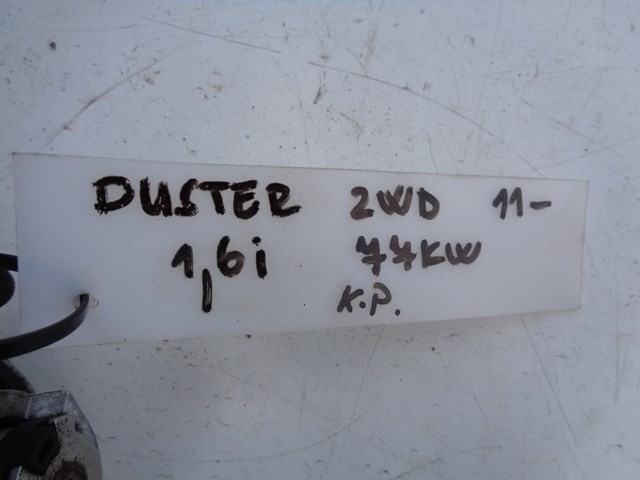 DUSTER 2WD 11-
1,6i 77KW
K.P.